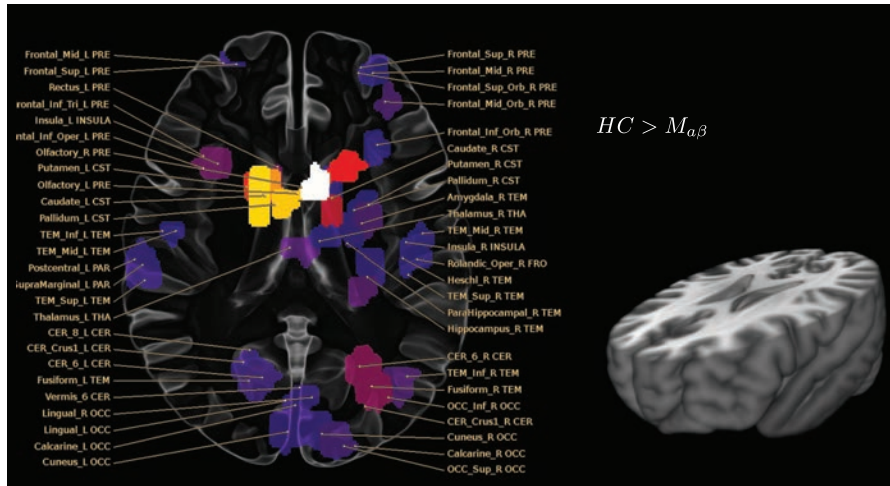 Frontal_Mid_L PRE
Frontal_Sup_L PRE
Rectus_L PRE
rontal_Inf_Tri_L PRE
Insula_L INSULA
ntal_Inf_Oper_L PRE
Olfactory_R PRE
Putamen_L CST
Olfactory_L PRE
Caudate_L CST
Pallidum_L CST
TEM_Inf_L TEM
TEM_Mid_L TEM
Postcentral_L PAR
SupraMarginal_L PAR
TEM_Sup_L TEM
Thalamus_L THA
CER_8_L CER
CER_Crus1_L CER
CER_6_L CER
Fusiform_L TEM
Vermis_6 CER
Lingual_R OCC
Lingual_L OCC
Calcarine_L OCC
Cuneus_L OCC
Frontal_Sup_R PRE
Frontal_Mid_R PRE
Frontal_Sup_Orb_R PRE
Frontal_Mid_Orb_R PRE
Frontal_Inf_Orb_R PRE
Caudate_R CST
Putamen_R CST
Pallidum_R CST
Amygdala_R TEM
Thalamus_R THA
TEM_Mid_R TEM
Insula_R INSULA
Rolandic_Oper_R FRO
Heschl_R TEM
TEM_Sup_R TEM
ParaHippocampal_R TEM
Hippocampus_R TEM
CER_6_R CER
TEM_Inf_R TEM
Fusiform_R TEM
OCC_Inf_R OCC
CER_Crus1_R CER
Cuneus_R OCC
Calcarine_R OCC
OCC_Sup_R OCC
HC > M_{αβ}